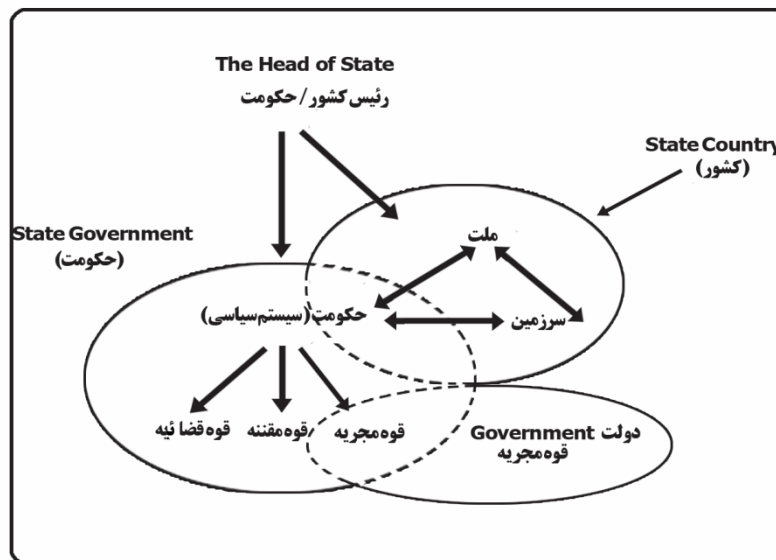 The Head of State
رئیس کشور / حکومت
State Country
(کشور)
State Government
(حکومت)
ملت
حکومت (سیستم سیاسی)
سرزمین
قوه قضائیه
قوه مقننه
قوه مجریه
دولت Government
قوه مجریه